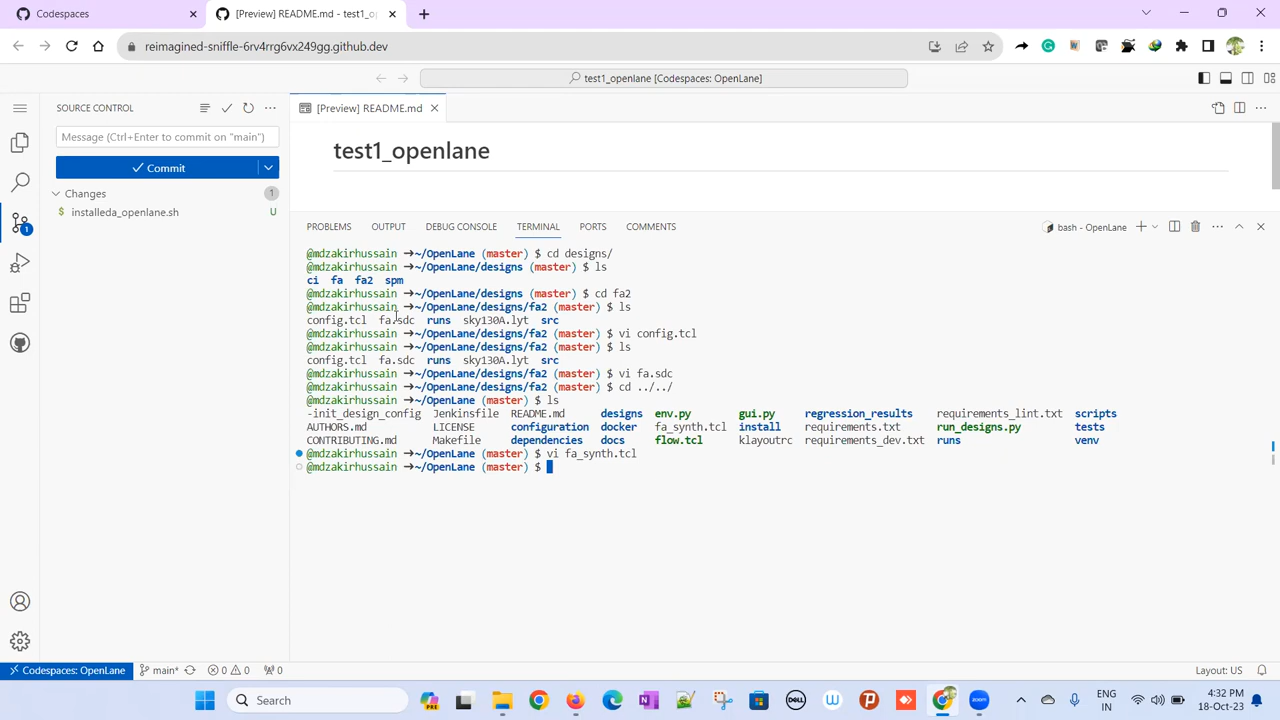 Codespaces
[Preview] README.md - test1_o
reimagined-sniffle-6rv4rrg6vx249gg.github.dev
test1_openlane [Codespaces: OpenLane]
SOURCE CONTROL
Message (Ctrl+Enter to commit on "main")
Commit
Changes
1
installeda_openlane.sh
U
1
[Preview] README.md
test1_openlane
PROBLEMS
OUTPUT
DEBUG CONSOLE
TERMINAL
PORTS
COMMENTS
bash - OpenLane
@mdzakirhussain ➜~/OpenLane (master) $ cd designs/
@mdzakirhussain ➜~/OpenLane/designs (master) $ ls
ci fa fa2 spm
@mdzakirhussain ➜~/OpenLane/designs (master) $ cd fa2
@mdzakirhussain ➜~/OpenLane/designs/fa2 (master) $ ls
config.tcl fa.sdc runs sky130A.lyt src
@mdzakirhussain ➜~/OpenLane/designs/fa2 (master) $ vi config.tcl
@mdzakirhussain ➜~/OpenLane/designs/fa2 (master) $ ls
config.tcl fa.sdc runs sky130A.lyt src
@mdzakirhussain ➜~/OpenLane/designs/fa2 (master) $ vi fa.sdc
@mdzakirhussain ➜~/OpenLane/designs/fa2 (master) $ cd ../../
@mdzakirhussain ➜~/OpenLane (master) $ ls
-init_design_config Jenkinsfile README.md designs env.py gui.py regression_results requirements_lint.txt scripts
AUTHORS.md LICENSE configuration docker fa_synth.tcl install requirements.txt run_designs.py tests
CONTRIBUTING.md Makefile dependencies docs flow.tcl klayoutrc requirements_dev.txt runs venv
@mdzakirhussain ➜~/OpenLane (master) $ vi fa_synth.tcl
@mdzakirhussain ➜~/OpenLane (master) $
Codespaces: OpenLane
main*
0
0
0
Layout: US
Search
ENG
IN
4:32 PM
18-Oct-23